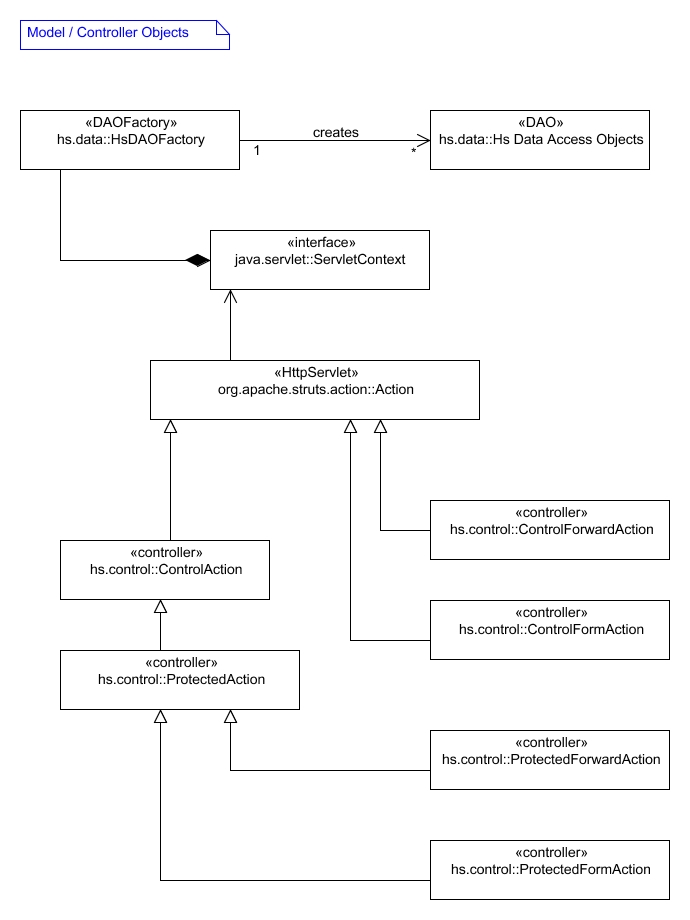 Model / Controller Objects
«DAOFactory»
hs.data::HsDAOFactory
creates
1
*
«DAO»
hs.data::Hs Data Access Objects
«interface»
java.servlet::ServletContext
«HttpServlet»
org.apache.struts.action::Action
«controller»
hs.control::ControlForwardAction
«controller»
hs.control::ControlAction
«controller»
hs.control::ControlFormAction
«controller»
hs.control::ProtectedAction
«controller»
hs.control::ProtectedForwardAction
«controller»
hs.control::ProtectedFormAction